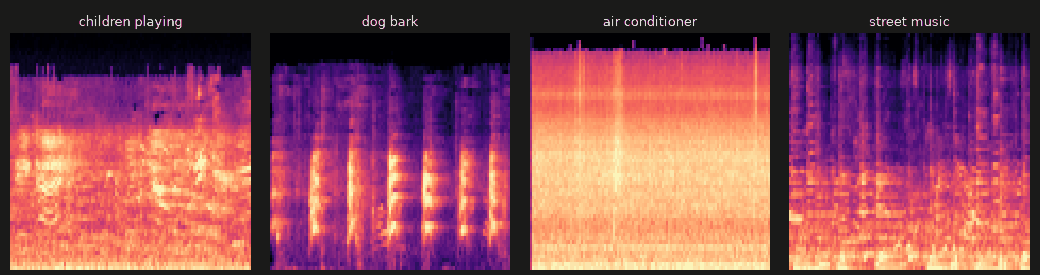 children playing
dog bark
air conditioner
street music